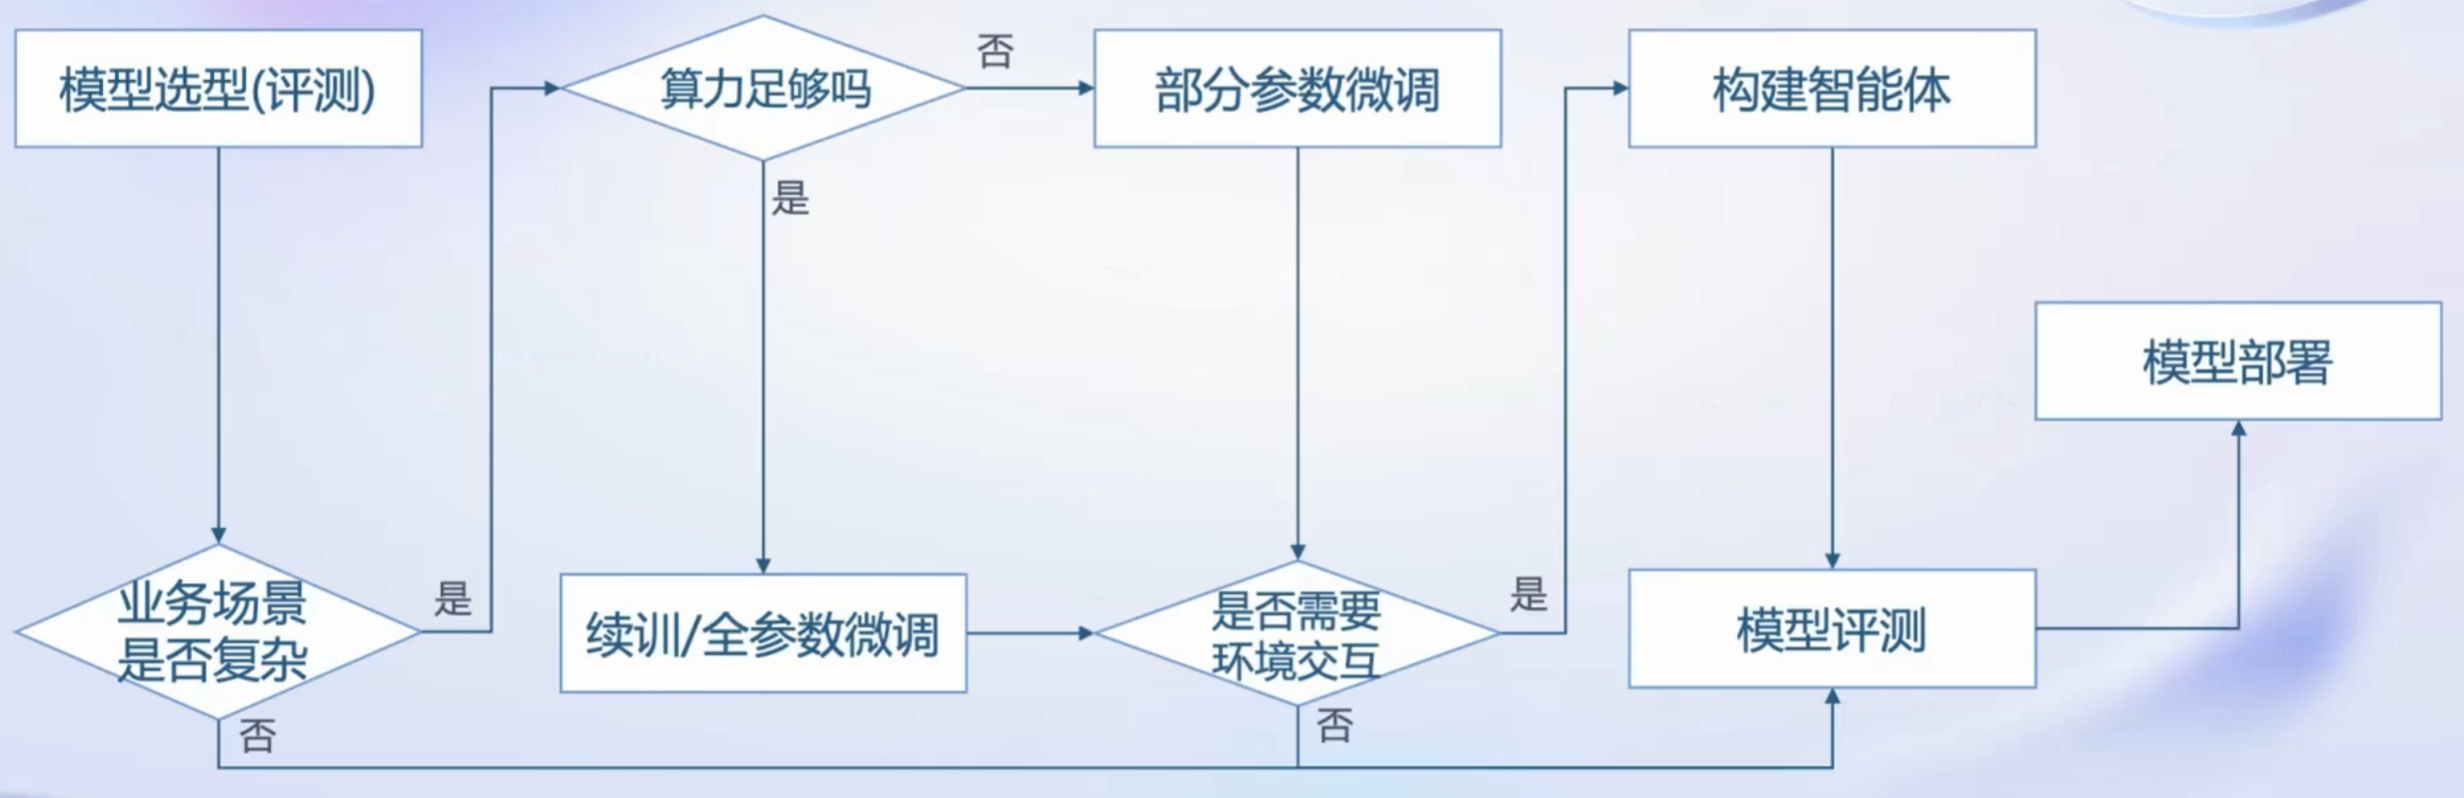 模型选型(评测)
算力足够吗
否
部分参数微调
构建智能体
是
模型部署
业务场景
是否复杂
是
续训/全参数微调
是否需要
环境交互
是
模型评测
否
否